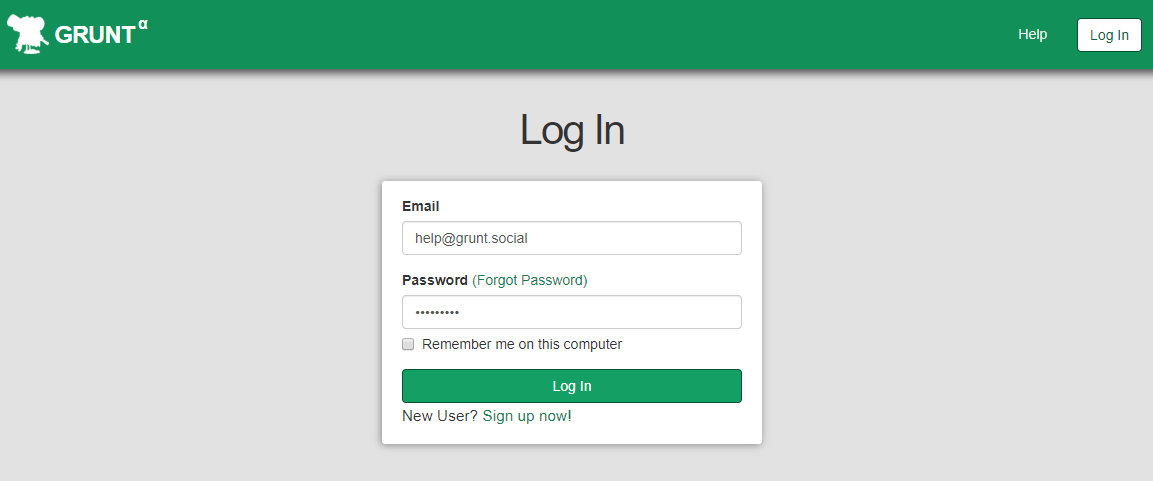 GRUNT α
Help
Log In
Log In
Email
help@grunt.social
Password (Forgot Password)
•••••••••
Remember me on this computer
Log In
New User? Sign up now!